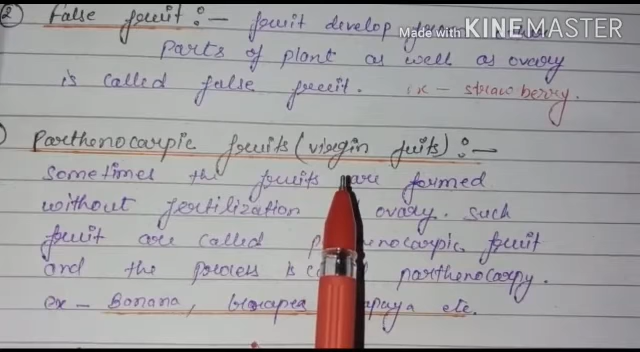 Made with KINEMASTER
② False fruit :- fruit develop from
Parts of plant as well as ovary
is called false fruit. ex - strawberry.
Parthenocarpic fruits (virgin fuits) :-
Sometimes the fruits are formed
without fertilization ovary. Such
fruit are called fruit
and the process is parthenocarpy.
ex - Banana, etc.